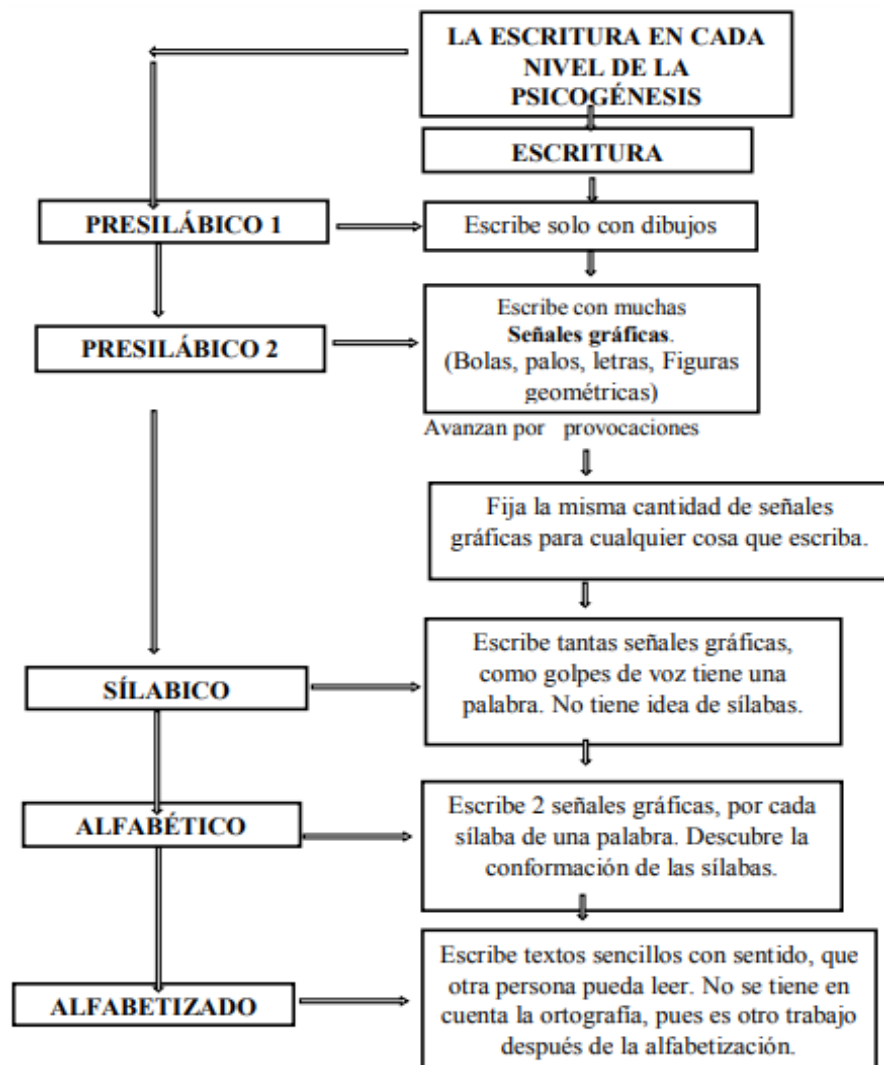 LA ESCRITURA EN CADA
NIVEL DE LA
PSICOGÉNESIS
ESCRITURA
PRESILÁBICO 1
Escribe solo con dibujos
PRESILÁBICO 2
Escribe con muchas
Señales gráficas.
(Bolas, palos, letras, Figuras
geométricas)
Avanzan por provocaciones
Fija la misma cantidad de señales
gráficas para cualquier cosa que escriba.
SÍLABICO
Escribe tantas señales gráficas,
como golpes de voz tiene una
palabra. No tiene idea de sílabas.
ALFABÉTICO
Escribe 2 señales gráficas, por cada
sílaba de una palabra. Descubre la
conformación de las sílabas.
ALFABETIZADO
Escribe textos sencillos con sentido, que
otra persona pueda leer. No se tiene en
cuenta la ortografía, pues es otro trabajo
después de la alfabetización.